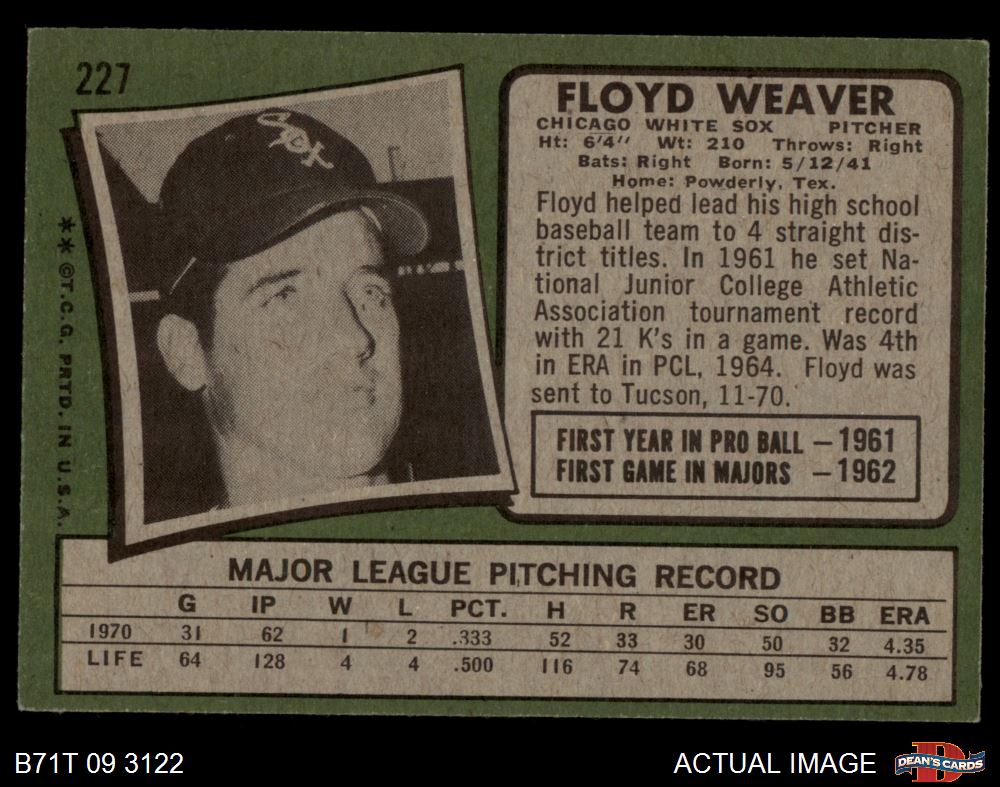 227
Sox
** ©T.C.G. PRTD. IN U.S.A.
FLOYD WEAVER
CHICAGO WHITE SOX PITCHER
Ht: 6'4" Wt: 210 Throws: Right
Bats: Right Born: 5/12/41
Home: Powderly, Tex.
Floyd helped lead his high school
baseball team to 4 straight dis-
trict titles. In 1961 he set Na-
tional Junior College Athletic
Association tournament record
with 21 K's in a game. Was 4th
in ERA in PCL, 1964. Floyd was
sent to Tucson, 11-70.
FIRST YEAR IN PRO BALL — 1961
FIRST GAME IN MAJORS — 1962
MAJOR LEAGUE PITCHING RECORD
G IP W L PCT. H R ER SO BB ERA
1970 31 62 1 2 .333 52 33 30 50 32 4.35
LIFE 64 128 4 4 .500 116 74 68 95 56 4.78
B71T 09 3122 ACTUAL IMAGE DEAN'S CARDS